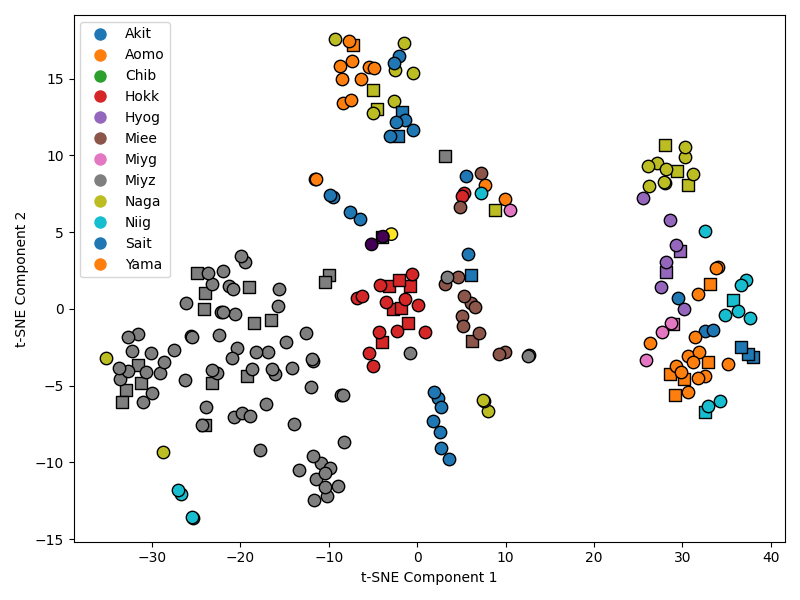 Akit
Aomo
Chib
Hokk
Hyog
Miee
Miyg
Miyz
Naga
Niig
Sait
Yama
t-SNE Component 2
15
10
5
0
−5
−10
−15
−30
−20
−10
0
10
20
30
40
t-SNE Component 1